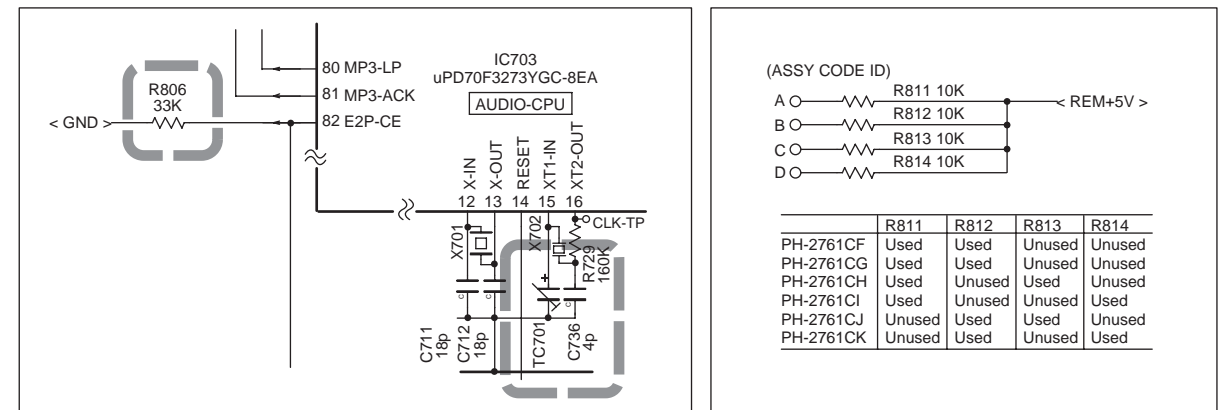 80 MP3-LP
81 MP3-ACK
82 E2P-CE
IC703
uPD70F3273YGC-8EA
AUDIO-CPU
R806
33K
< GND >
X-IN
X-OUT
RESET
XT1-IN
XT2-OUT
12 13 14 15 16
CLK-TP
X701
X702
R729
160K
C711
18p
C712
18p
TC701
C736
4p
+
c
c
c
(ASSY CODE ID)
A R811 10K < REM+5V >
B R812 10K
C R813 10K
D R814 10K
R811 R812 R813 R814
PH-2761CF Used Used Unused Unused
PH-2761CG Used Used Unused Unused
PH-2761CH Used Unused Used Unused
PH-2761CI Used Unused Unused Used
PH-2761CJ Unused Used Used Unused
PH-2761CK Unused Used Unused Used